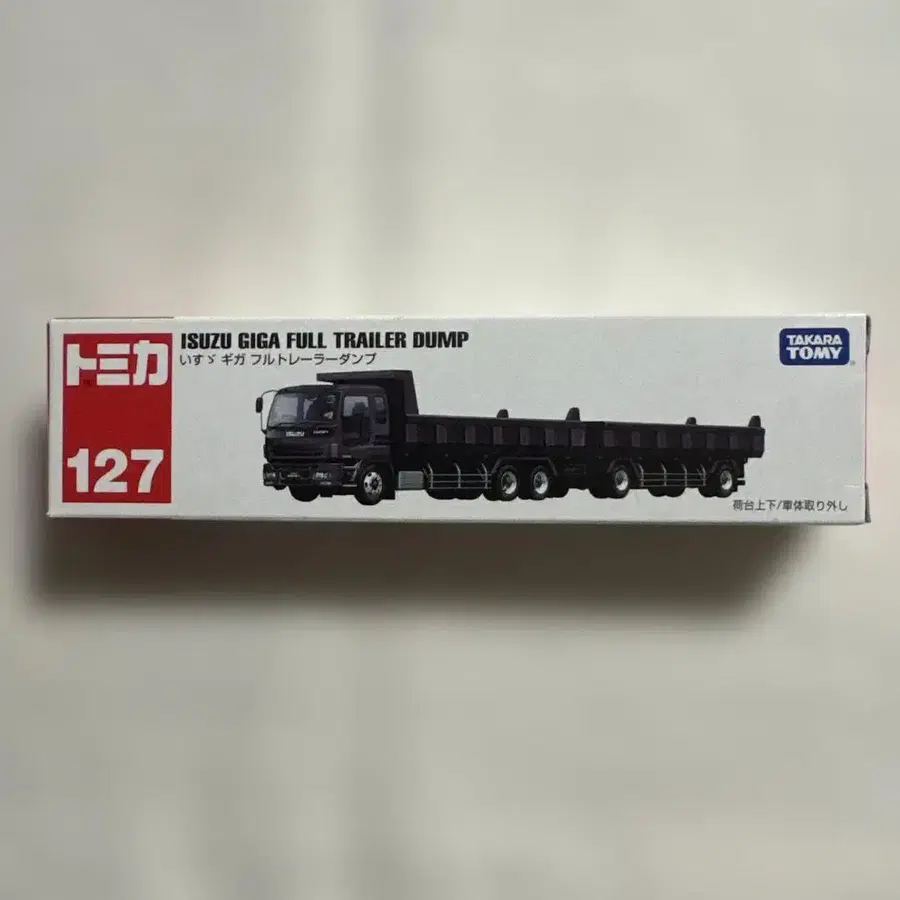 トミカ
127
ISUZU GIGA FULL TRAILER DUMP
いすゞ ギガ フルトレーラーダンプ
ISUZU
TAKARA
TOMY
荷台上下/車体取り外し